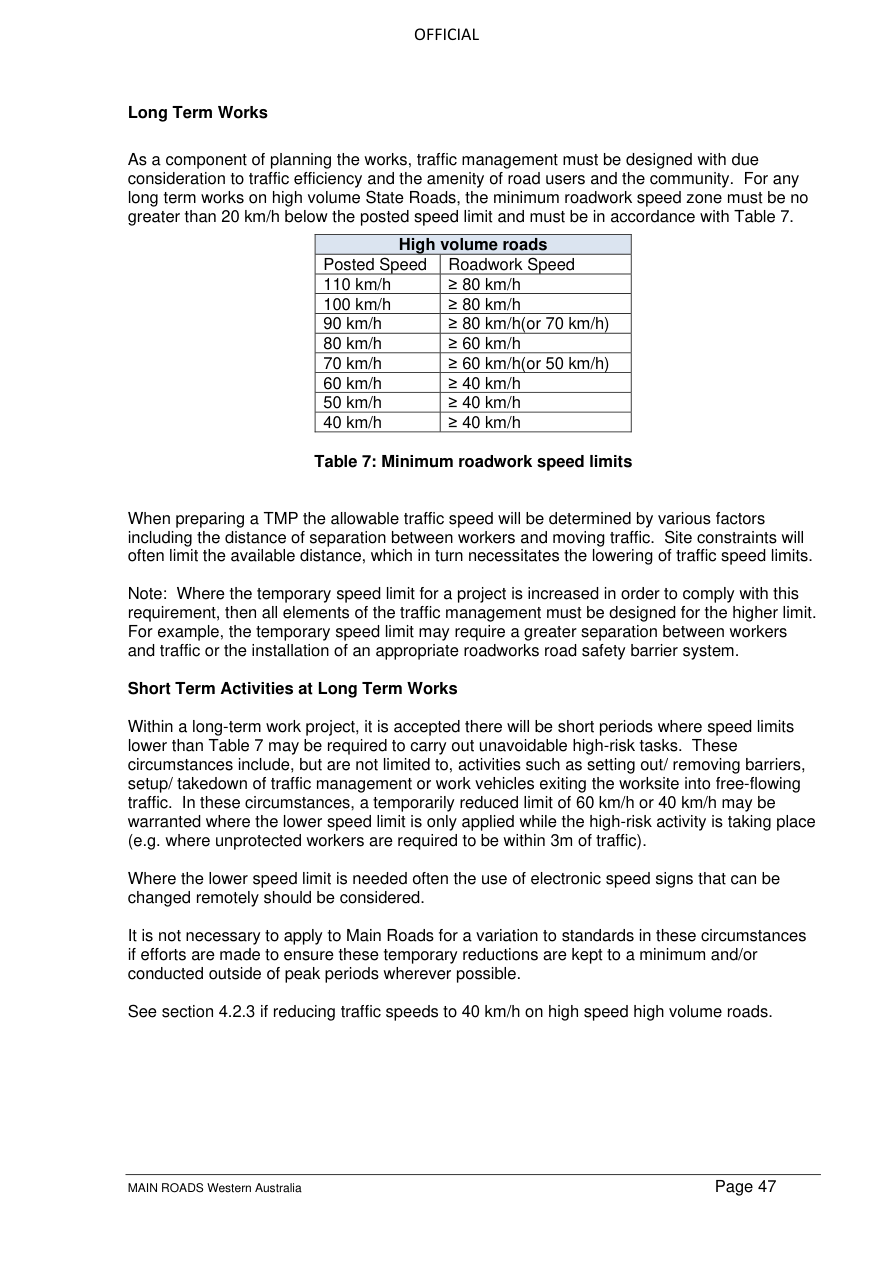 OFFICIAL
Long Term Works
As a component of planning the works, traffic management must be designed with due
consideration to traffic efficiency and the amenity of road users and the community.  For any
long term works on high volume State Roads, the minimum roadwork speed zone must be no
greater than 20 km/h below the posted speed limit and must be in accordance with Table 7.
High volume roads
Posted Speed Roadwork Speed
110 km/h ≥ 80 km/h
100 km/h ≥ 80 km/h
90 km/h ≥ 80 km/h(or 70 km/h)
80 km/h ≥ 60 km/h
70 km/h ≥ 60 km/h(or 50 km/h)
60 km/h ≥ 40 km/h
50 km/h ≥ 40 km/h
40 km/h ≥ 40 km/h
Table 7: Minimum roadwork speed limits
When preparing a TMP the allowable traffic speed will be determined by various factors
including the distance of separation between workers and moving traffic.  Site constraints will
often limit the available distance, which in turn necessitates the lowering of traffic speed limits.
Note:  Where the temporary speed limit for a project is increased in order to comply with this
requirement, then all elements of the traffic management must be designed for the higher limit.
For example, the temporary speed limit may require a greater separation between workers
and traffic or the installation of an appropriate roadworks road safety barrier system.
Short Term Activities at Long Term Works
Within a long-term work project, it is accepted there will be short periods where speed limits
lower than Table 7 may be required to carry out unavoidable high-risk tasks.  These
circumstances include, but are not limited to, activities such as setting out/ removing barriers,
setup/ takedown of traffic management or work vehicles exiting the worksite into free-flowing
traffic.  In these circumstances, a temporarily reduced limit of 60 km/h or 40 km/h may be
warranted where the lower speed limit is only applied while the high-risk activity is taking place
(e.g. where unprotected workers are required to be within 3m of traffic).
Where the lower speed limit is needed often the use of electronic speed signs that can be
changed remotely should be considered.
It is not necessary to apply to Main Roads for a variation to standards in these circumstances
if efforts are made to ensure these temporary reductions are kept to a minimum and/or
conducted outside of peak periods wherever possible.
See section 4.2.3 if reducing traffic speeds to 40 km/h on high speed high volume roads.
MAIN ROADS Western Australia Page 47